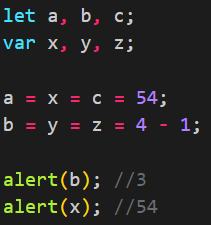 let a, b, c;
var x, y, z;
a = x = c = 54;
b = y = z = 4 - 1;
alert(b); //3
alert(x); //54